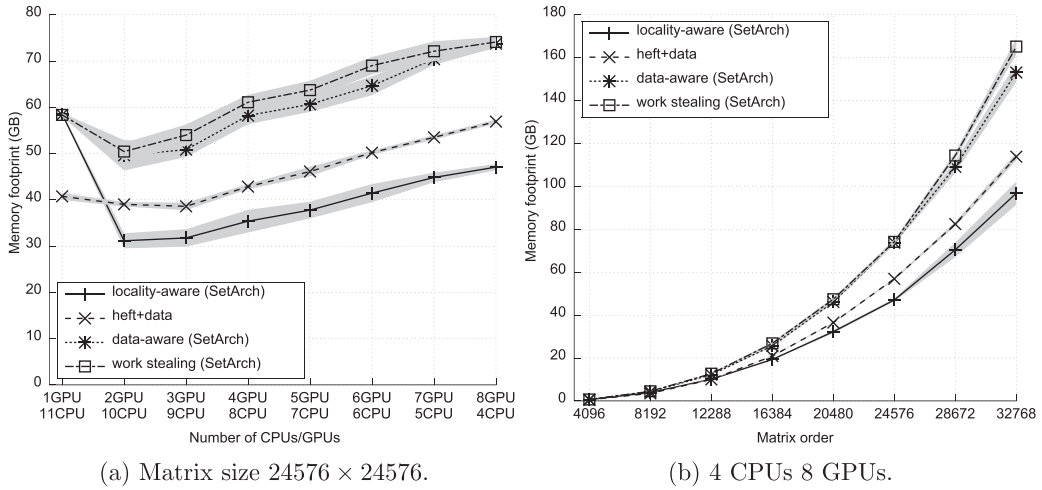 80
70
60
50
40
30
20
10
0
Memory footprint (GB)
locality-aware (SetArch)
heft+data
data-aware (SetArch)
work stealing (SetArch)
1GPU 2GPU 3GPU 4GPU 5GPU 6GPU 7GPU 8GPU
11CPU 10CPU 9CPU 8CPU 7CPU 6CPU 5CPU 4CPU
Number of CPUs/GPUs
(a) Matrix size 24576 × 24576.
180
160
140
120
100
80
60
40
20
0
Memory footprint (GB)
locality-aware (SetArch)
heft+data
data-aware (SetArch)
work stealing (SetArch)
4096 8192 12288 16384 20480 24576 28672 32768
Matrix order
(b) 4 CPUs 8 GPUs.